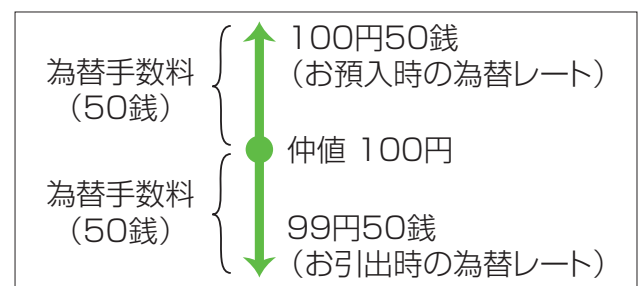 100円50銭
（お預入時の為替レート）
為替手数料
（50銭）
仲値 100円
為替手数料
（50銭）
99円50銭
（お引出時の為替レート）